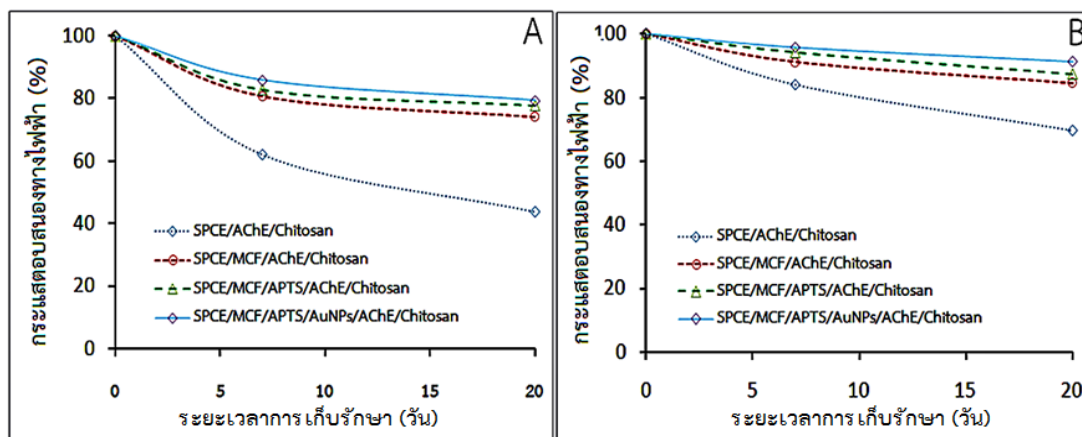 A
กระแสตอบสนองทางไฟฟ้า (%)
100
80
60
40
20
0
SPCE/AChE/Chitosan
SPCE/MCF/AChE/Chitosan
SPCE/MCF/APTS/AChE/Chitosan
SPCE/MCF/APTS/AuNPs/AChE/Chitosan
0 5 10 15 20
ระยะเวลาการเก็บรักษา (วัน)
B
กระแสตอบสนองทางไฟฟ้า (%)
100
80
60
40
20
0
SPCE/AChE/Chitosan
SPCE/MCF/AChE/Chitosan
SPCE/MCF/APTS/AChE/Chitosan
SPCE/MCF/APTS/AuNPs/AChE/Chitosan
0 5 10 15 20
ระยะเวลาการเก็บรักษา (วัน)